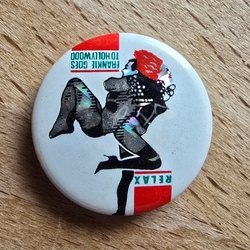 FRANKIE GOES
TO HOLLYWOOD
RELAX